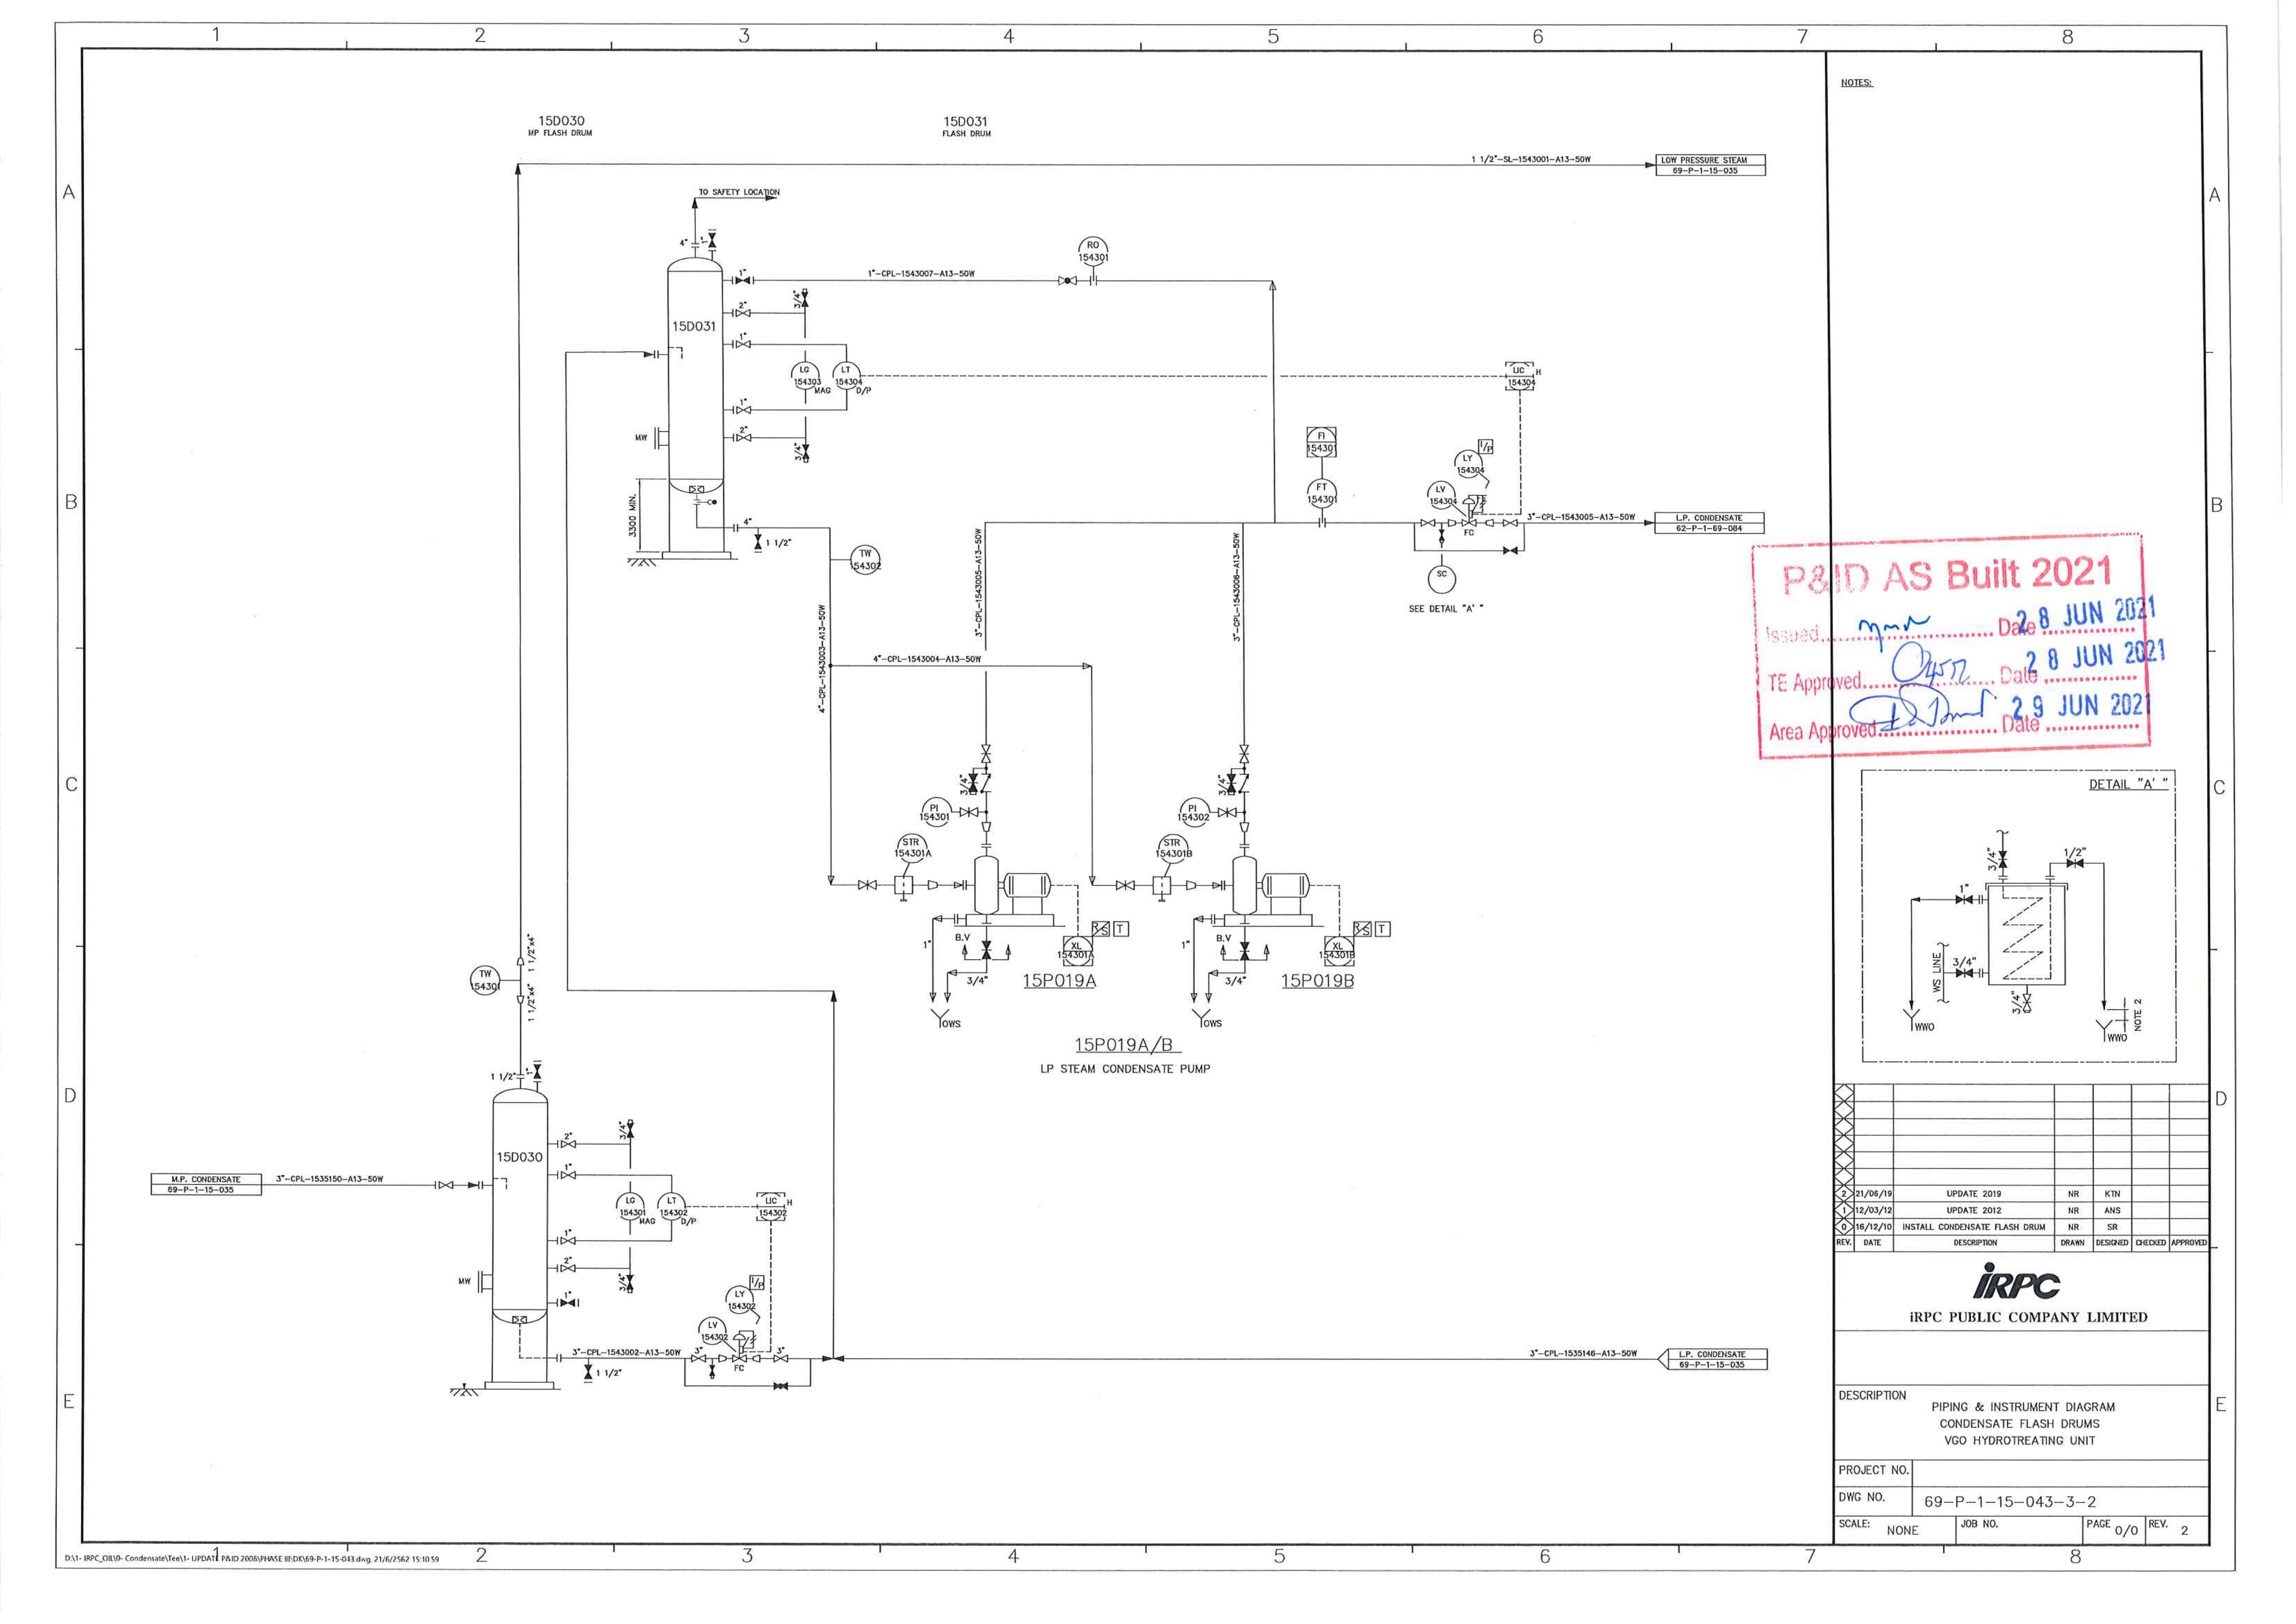 1 2 3 4 5 6 7 8
NOTES:
15D030
MP FLASH DRUM
15D031
FLASH DRUM
1 1/2"-SL-1543001-A13-50W
LOW PRESSURE STEAM
69-P-1-15-035
A
A
TO SAFETY LOCATION
4"
1"
RO
154301
1"
1"-CPL-1543007-A13-50W
2"
3/4"
15D031
1"
LG
154303
MAG
LT
154304
D/P
LIC
154304
H
1"
MW
2"
3/4"
FI
154301
I/P
LY
154304
B
B
3300 MIN.
FT
154301
LV
154304
4"
1 1/2"
FC
3"-CPL-1543005-A13-50W
L.P. CONDENSATE
62-P-1-69-084
TW
154302
SC
SEE DETAIL "A' "
3"-CPL-1543005-A13-50W
3"-CPL-1543006-A13-50W
4"-CPL-1543003-A13-50W
4"-CPL-1543004-A13-50W
P&ID AS Built 2021
Issued Date 28 JUN 2021
TE Approved Date 28 JUN 2021
Area Approved Date 29 JUN 2021
C
C
3/4"
3/4"
PI
154301
PI
154302
STR
154301A
STR
154301B
DETAIL "A' "
3/4"
1/2"
1"
WS LINE
3/4"
3/4"
WWO
WWO
NOTE 2
1"
B.V
3/4"
XL
154301A
R/S
T
15P019A
OWS
1"
B.V
3/4"
XL
154301B
R/S
T
15P019B
OWS
15P019A/B
LP STEAM CONDENSATE PUMP
TW
154301
1 1/2"x4"
1 1/2"x4"
D
D
1 1/2"
1"
15D030
2"
3/4"
1"
M.P. CONDENSATE
69-P-1-15-035
3"-CPL-1535150-A13-50W
LG
154301
MAG
LT
154302
D/P
LIC
154302
H
1"
2"
3/4"
MW
1"
I/P
LY
154302
LV
154302
3"-CPL-1543002-A13-50W
3"
3"
FC
1 1/2"
3"-CPL-1535146-A13-50W
L.P. CONDENSATE
69-P-1-15-035
E
E
2 21/06/19 UPDATE 2019 NR KTN
1 12/03/12 UPDATE 2012 NR ANS
0 16/12/10 INSTALL CONDENSATE FLASH DRUM NR SR
REV. DATE DESCRIPTION DRAWN DESIGNED CHECKED APPROVED
iRPC
iRPC PUBLIC COMPANY LIMITED
DESCRIPTION
PIPING & INSTRUMENT DIAGRAM
CONDENSATE FLASH DRUMS
VGO HYDROTREATING UNIT
PROJECT NO.
DWG NO. 69-P-1-15-043-3-2
SCALE: NONE JOB NO. PAGE 0/0 REV. 2
D:\1- IRPC_OIL\0- Condensate\Tee\1- UPDATE P&ID 2006\PHASE III\DK\69-P-1-15-043.dwg, 21/6/2562 15:10:59
1 2 3 4 5 6 7 8